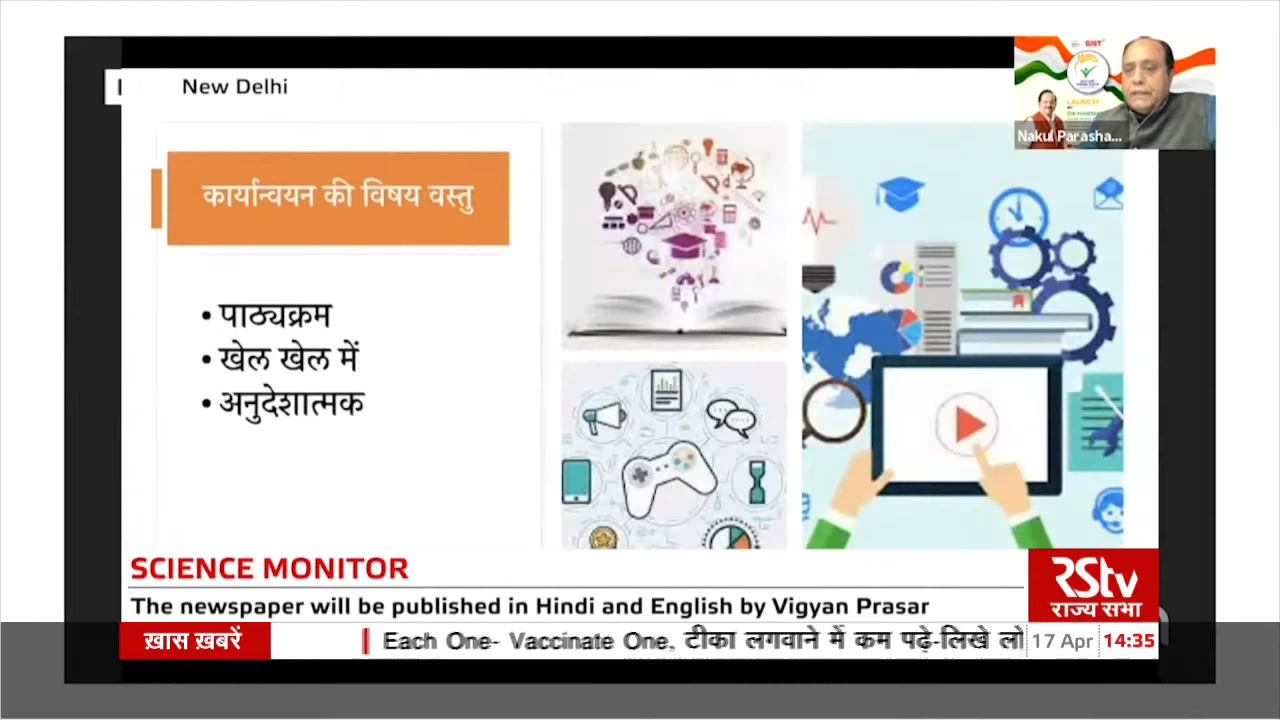 New Delhi
LAUNCH
Nakul Parasha...
कार्यान्वयन की विषय वस्तु
• पाठ्यक्रम
• खेल खेल में
• अनुदेशात्मक
SCIENCE MONITOR
The newspaper will be published in Hindi and English by Vigyan Prasar
RStv
राज्य सभा
ख़ास ख़बरें
Each One- Vaccinate One, टीका लगवाने में कम पढ़े-लिखे लो
17 Apr 14:35